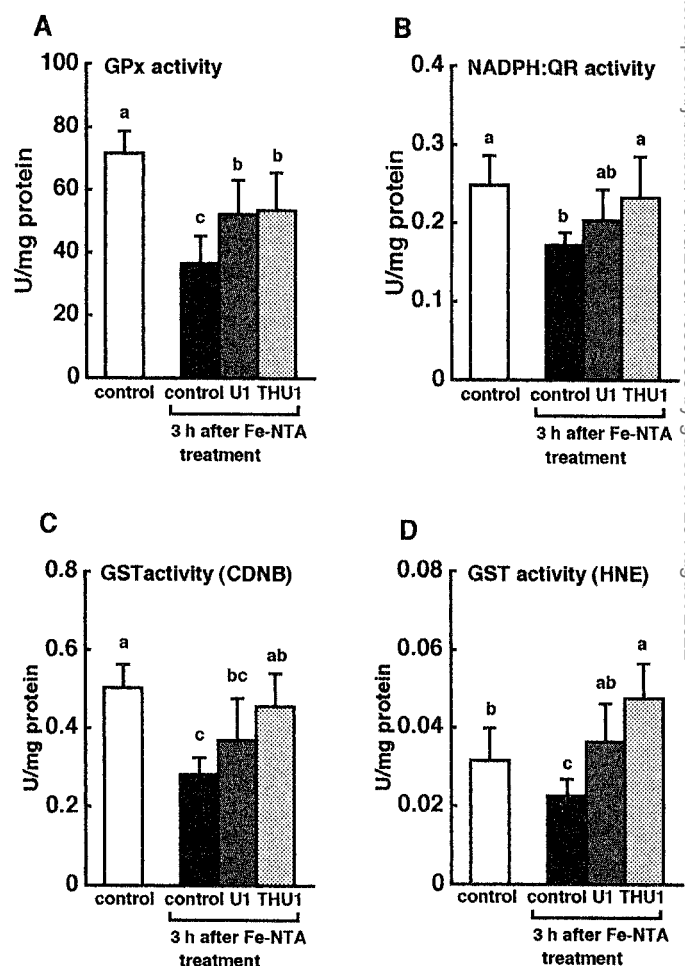 A
GPx activity
U/mg protein
100
80
60
40
20
0
a
c
b
b
control
control U1 THU1
3 h after Fe-NTA
treatment
B
NADPH:QR activity
U/mg protein
0.4
0.3
0.2
0.1
0
a
b
ab
a
control
control U1 THU1
3 h after Fe-NTA
treatment
C
GSTactivity (CDNB)
U/mg protein
0.8
0.6
0.4
0.2
0
a
c
bc
ab
control
control U1 THU1
3 h after Fe-NTA
treatment
D
GST activity (HNE)
U/mg protein
0.08
0.06
0.04
0.02
0
b
c
ab
a
control
control U1 THU1
3 h after Fe-NTA
treatment